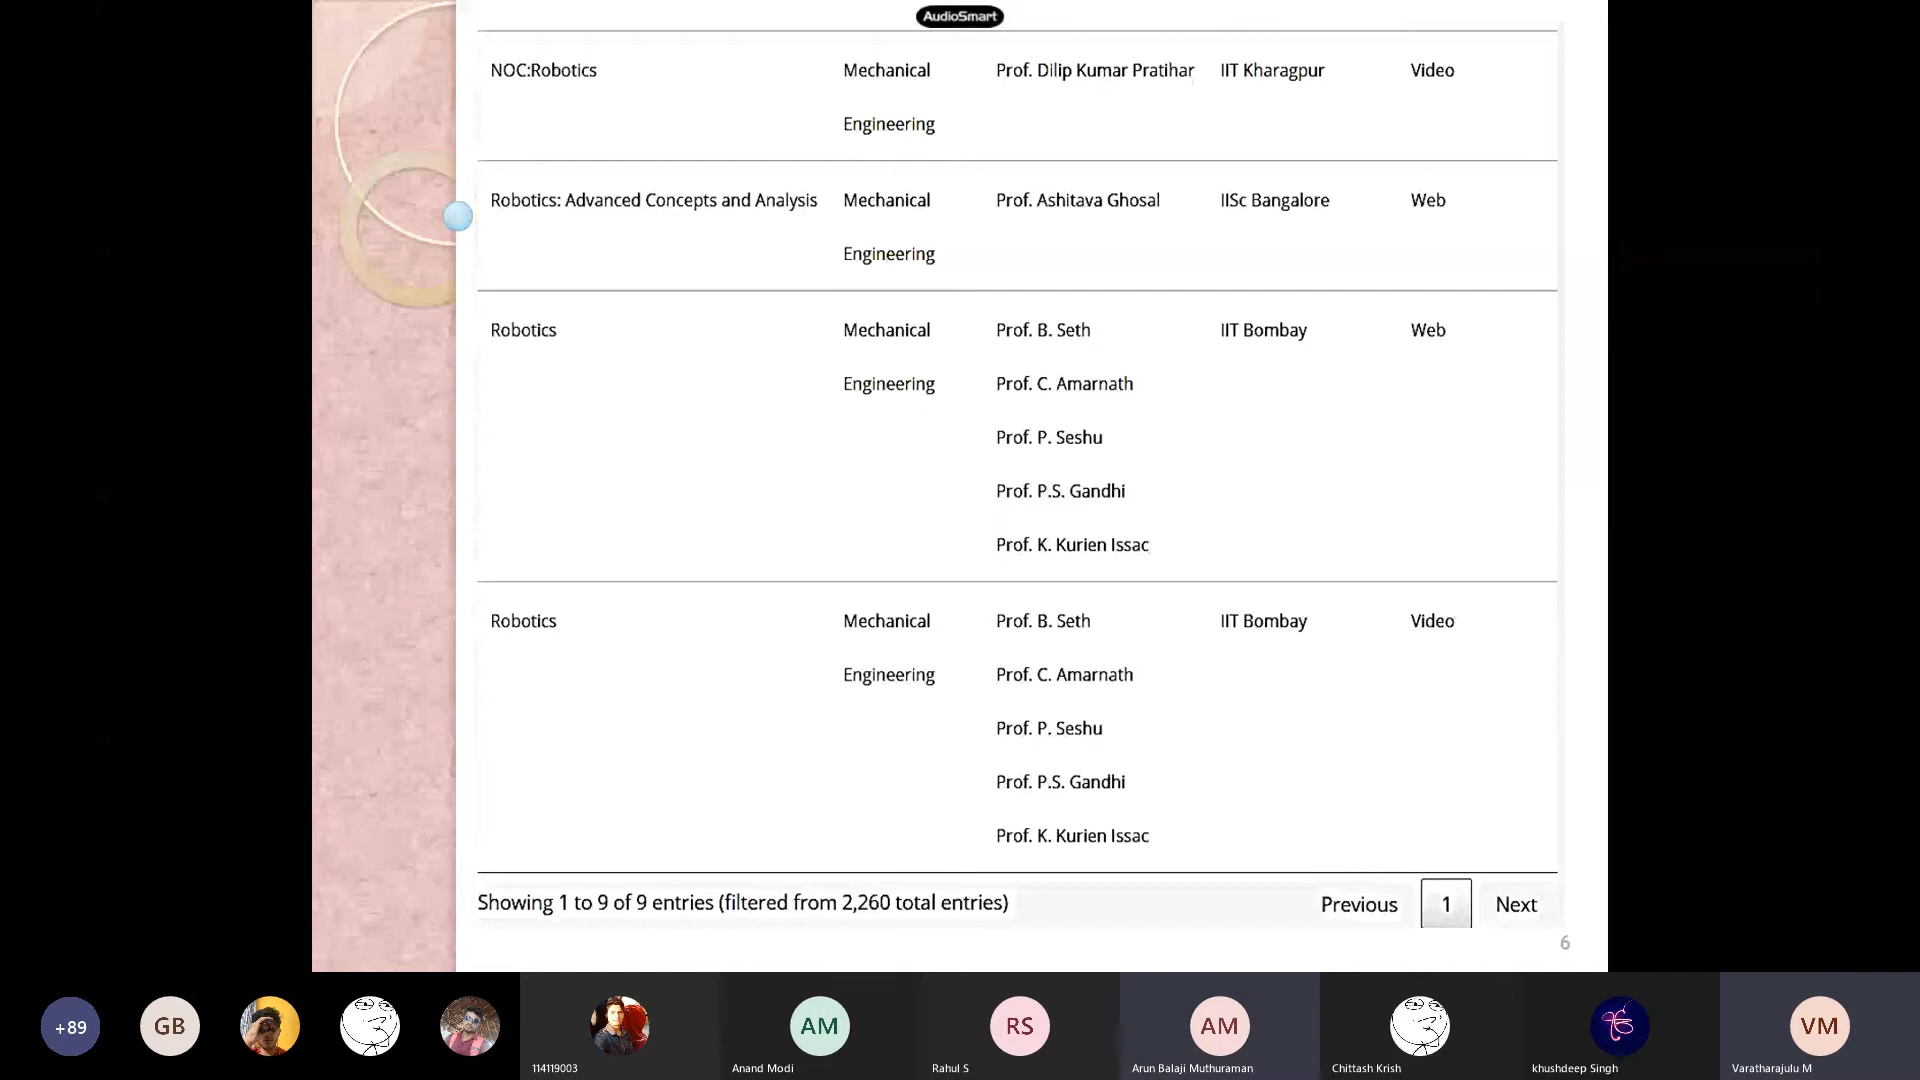 AudioSmart
NOC:Robotics Mechanical Prof. Dilip Kumar Pratihar IIT Kharagpur Video
Engineering
Robotics: Advanced Concepts and Analysis Mechanical Prof. Ashitava Ghosal IISc Bangalore Web
Engineering
Robotics Mechanical Prof. B. Seth IIT Bombay Web
Engineering Prof. C. Amarnath
Prof. P. Seshu
Prof. P.S. Gandhi
Prof. K. Kurien Issac
Robotics Mechanical Prof. B. Seth IIT Bombay Video
Engineering Prof. C. Amarnath
Prof. P. Seshu
Prof. P.S. Gandhi
Prof. K. Kurien Issac
Showing 1 to 9 of 9 entries (filtered from 2,260 total entries) Previous 1 Next
6
+89 GB AM RS AM VM
114119003 Anand Modi Rahul S Arun Balaji Muthuraman Chittash Krish khushdeep Singh Varatharajulu M